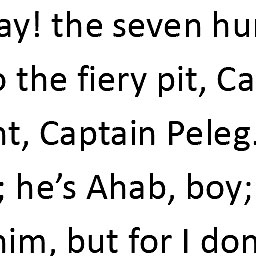 ay! the seven hun
o the fiery pit, Ca
nt, Captain Peleg.
; he’s Ahab, boy;
him, but for I don